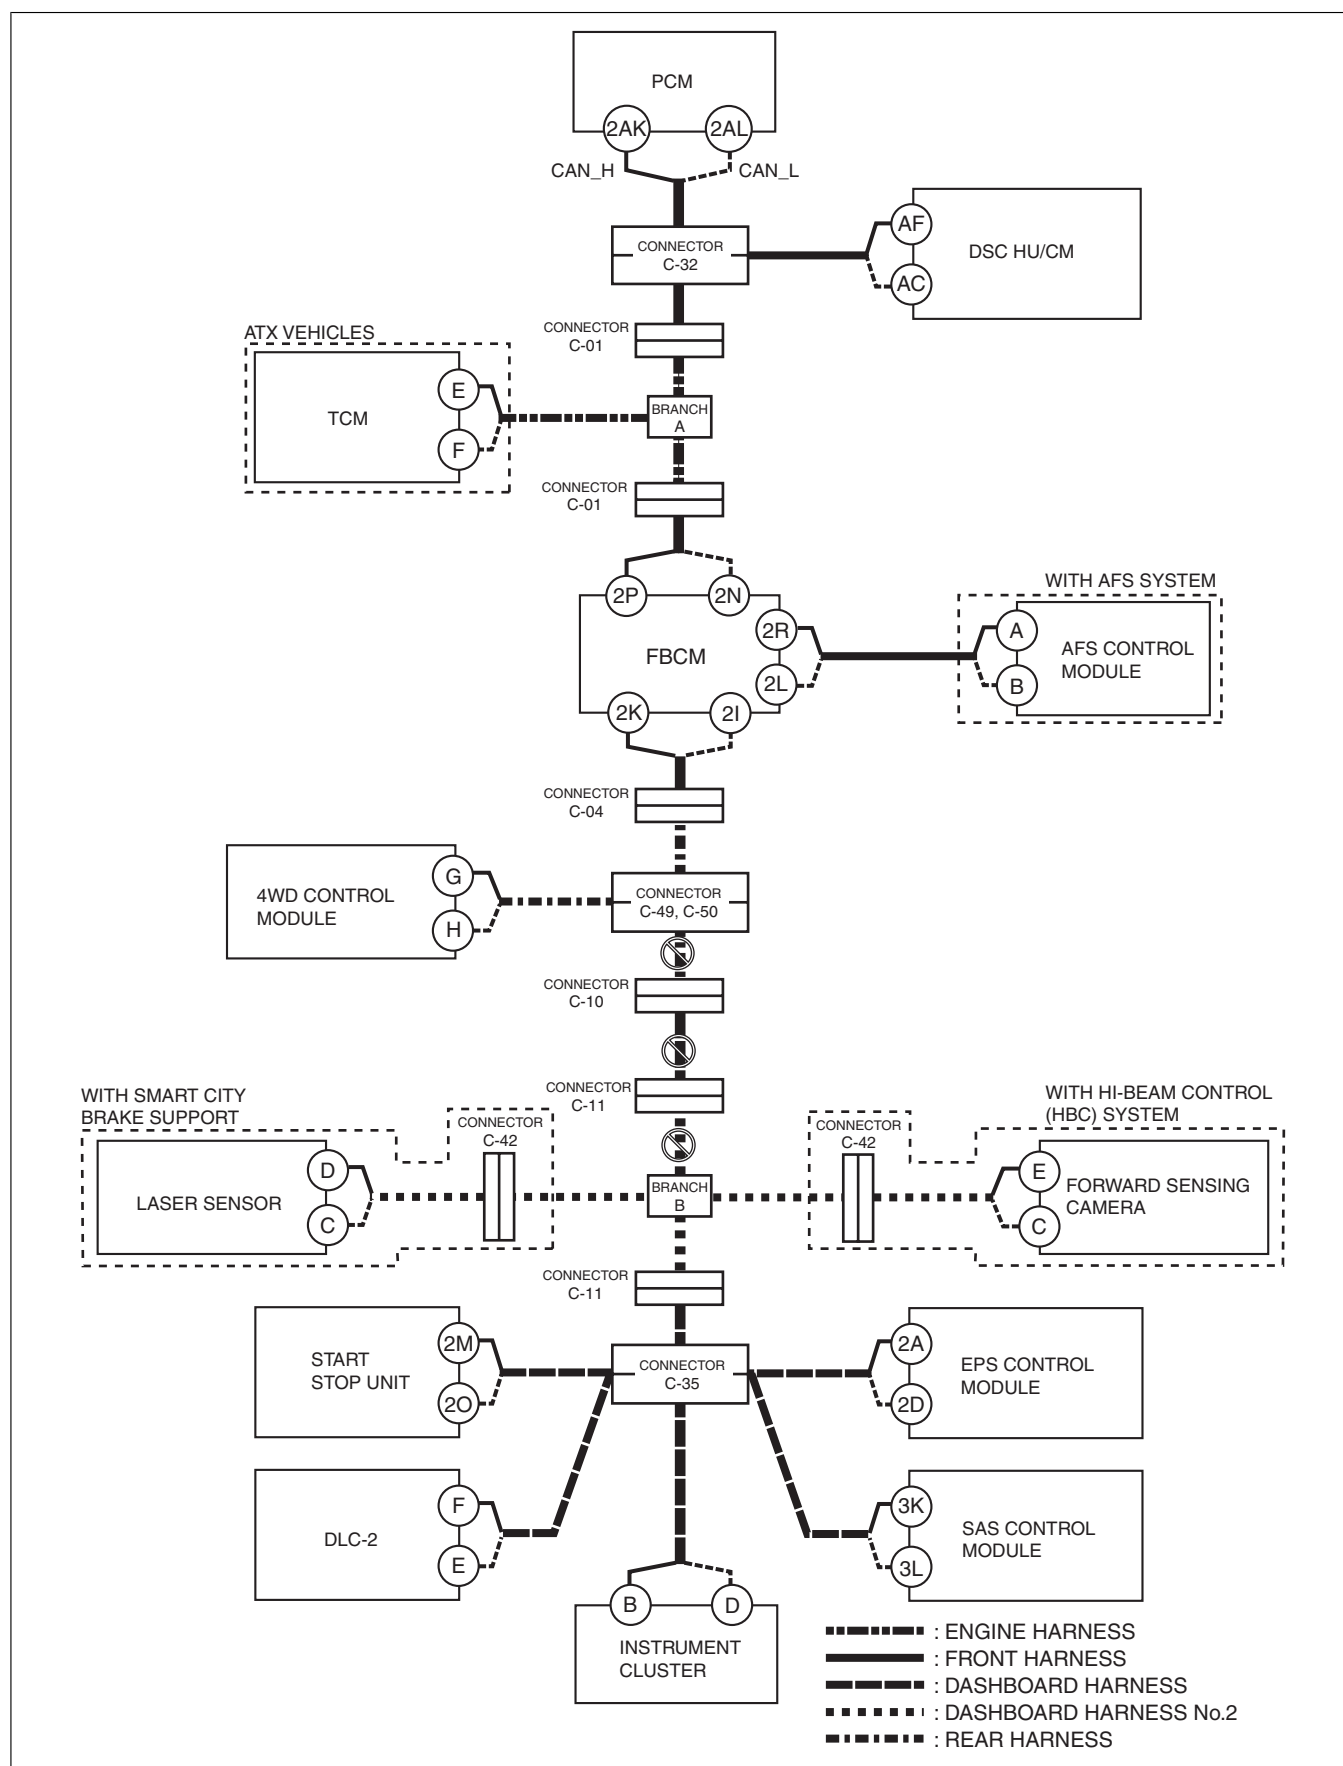 PCM
2AK
2AL
CAN_H
CAN_L
CONNECTOR
C-32
AF
AC
DSC HU/CM
CONNECTOR
C-01
ATX VEHICLES
TCM
E
F
BRANCH
A
CONNECTOR
C-01
2P
2N
2R
2L
FBCM
2K
2I
WITH AFS SYSTEM
A
B
AFS CONTROL
MODULE
CONNECTOR
C-04
4WD CONTROL
MODULE
G
H
CONNECTOR
C-49, C-50
CONNECTOR
C-10
CONNECTOR
C-11
WITH SMART CITY
BRAKE SUPPORT
CONNECTOR
C-42
LASER SENSOR
D
C
BRANCH
B
WITH HI-BEAM CONTROL
(HBC) SYSTEM
CONNECTOR
C-42
E
C
FORWARD SENSING
CAMERA
CONNECTOR
C-11
START
STOP UNIT
2M
2O
CONNECTOR
C-35
2A
2D
EPS CONTROL
MODULE
DLC-2
F
E
3K
3L
SAS CONTROL
MODULE
B
D
INSTRUMENT
CLUSTER
: ENGINE HARNESS
: FRONT HARNESS
: DASHBOARD HARNESS
: DASHBOARD HARNESS No.2
: REAR HARNESS